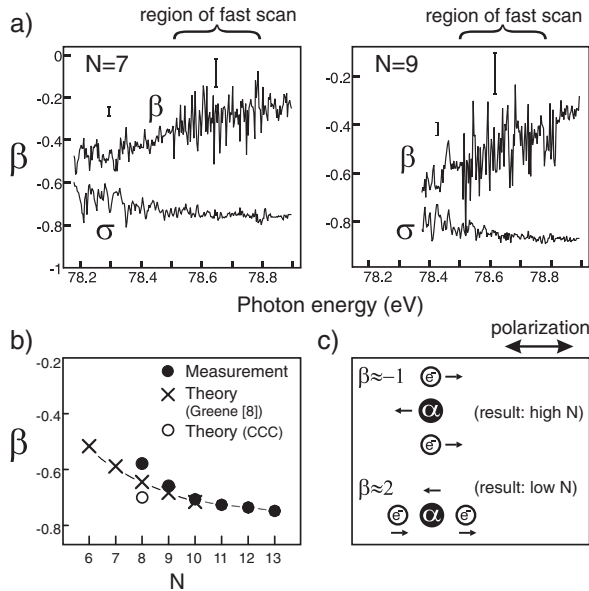 a)
region of fast scan
region of fast scan
N=7
N=9
β
σ
β
0
-0.2
-0.4
-0.6
-0.8
-1
78.2
78.4
78.6
78.8
β
σ
-0.2
-0.4
-0.6
-0.8
78.2
78.4
78.6
78.8
Photon energy (eV)
b)
Measurement
Theory
(Greene [8])
Theory (CCC)
β
-0.2
-0.4
-0.6
-0.8
6 7 8 9 10 11 12 13
N
c)
polarization
β≈−1
e-
α
(result: high N)
e-
β≈2
(result: low N)
e- α e-